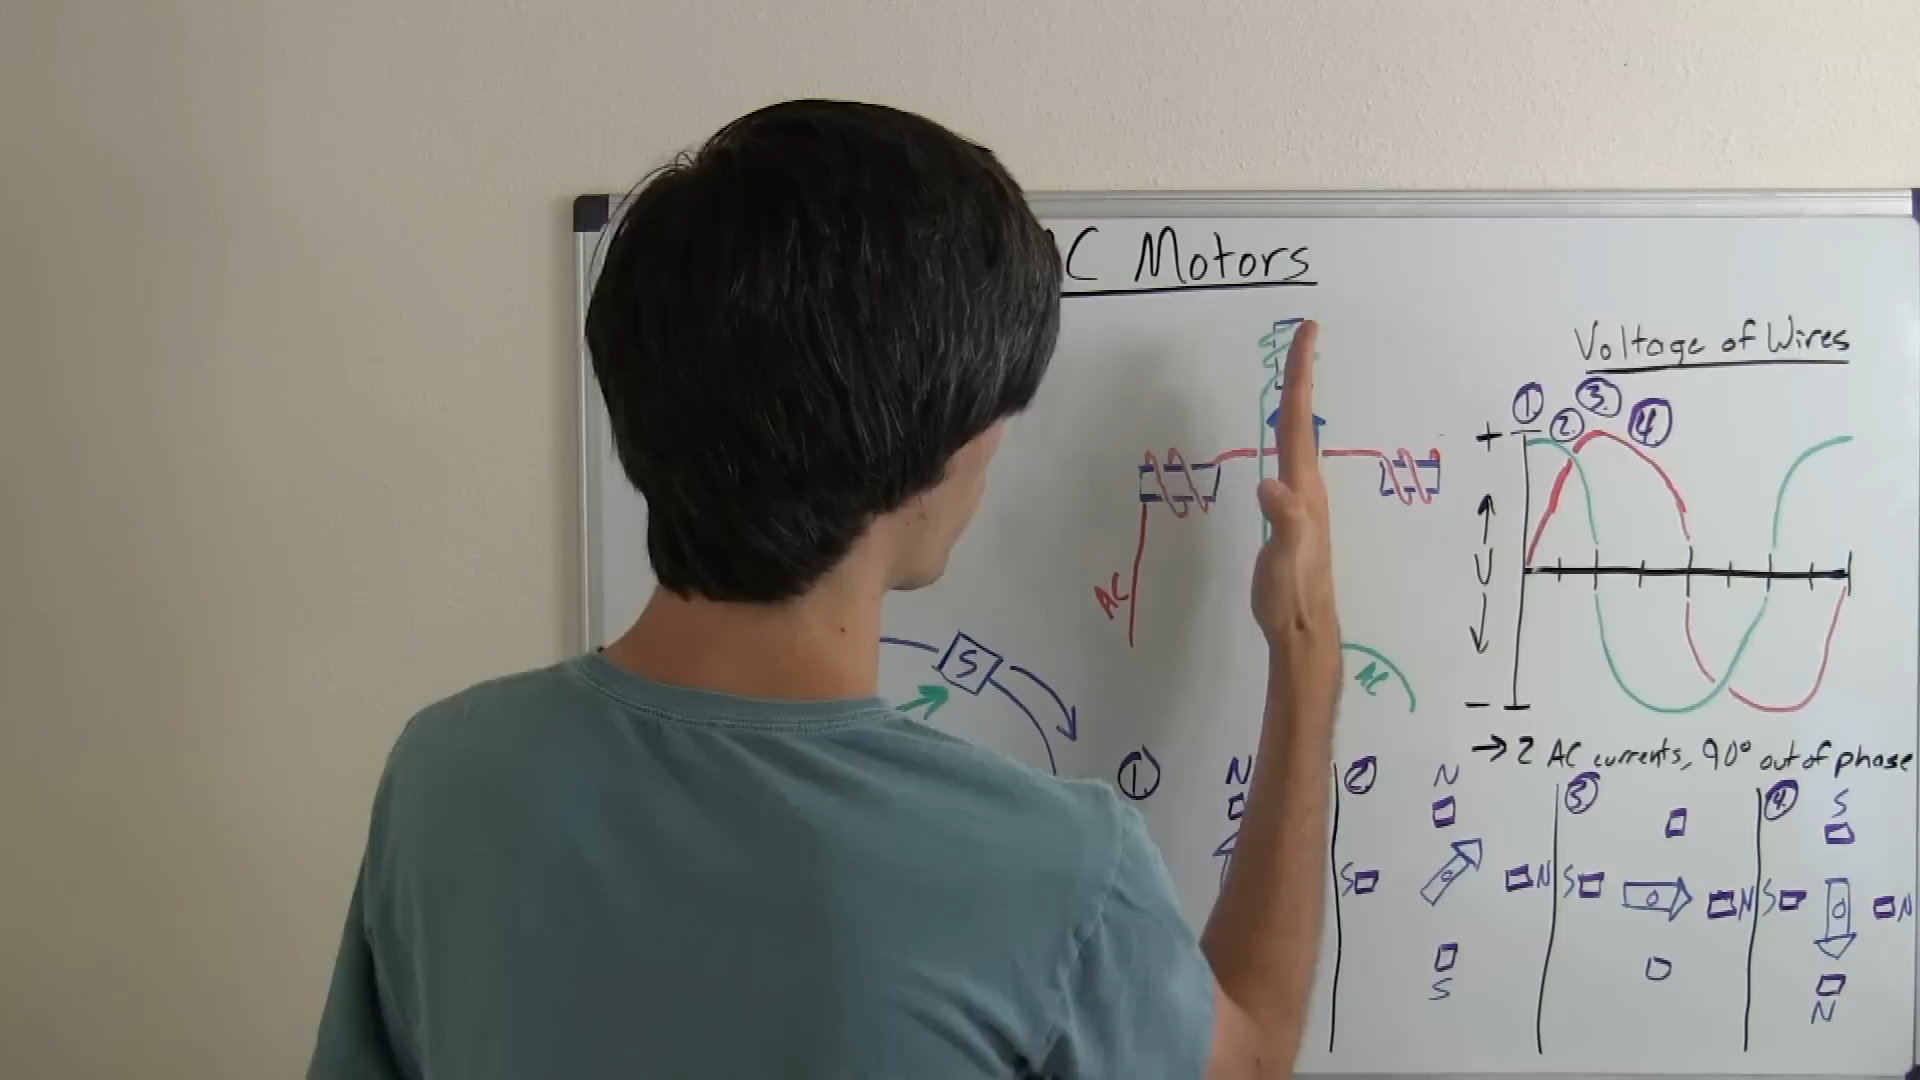 C Motors
Voltage of Wires
1. 2. 3. 4.
+
V
-
AC
AC
S
→ 2 AC currents, 90° out of phase
1. N
2. N
S N
S
3.
S N
4. S
S N
N